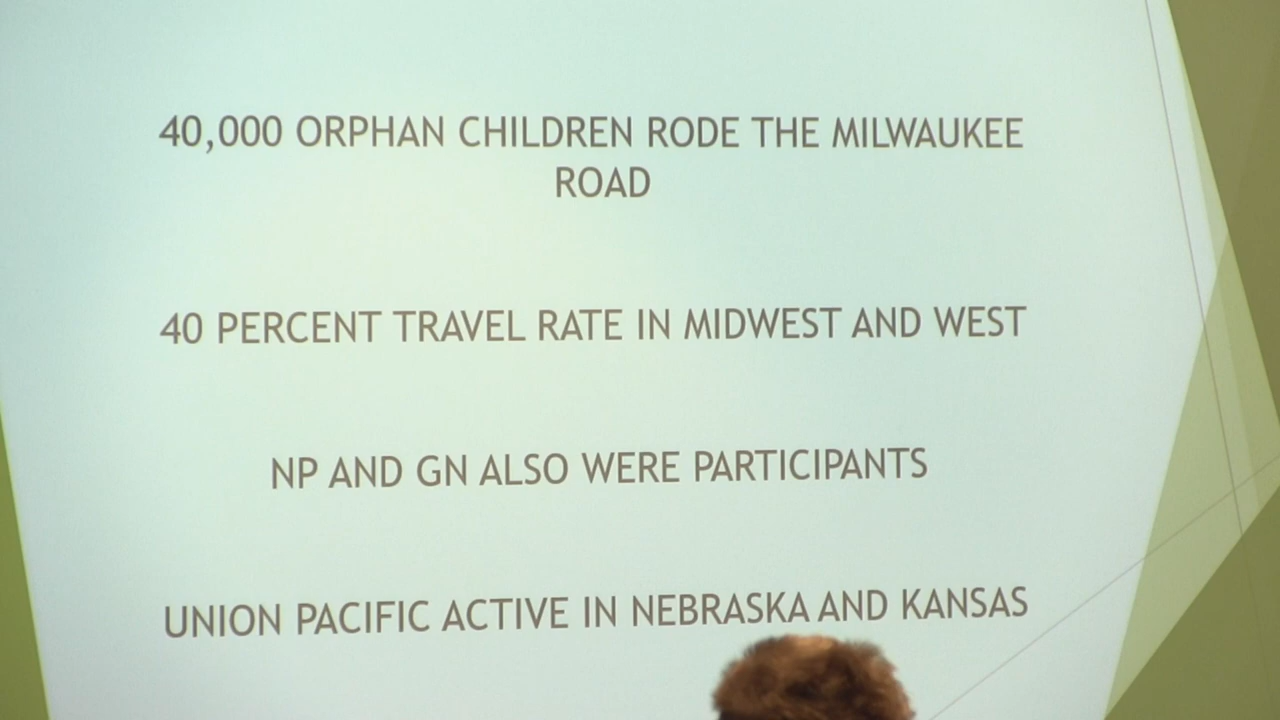 40,000 ORPHAN CHILDREN RODE THE MILWAUKEE
ROAD
40 PERCENT TRAVEL RATE IN MIDWEST AND WEST
NP AND GN ALSO WERE PARTICIPANTS
UNION PACIFIC ACTIVE IN NEBRASKA AND KANSAS